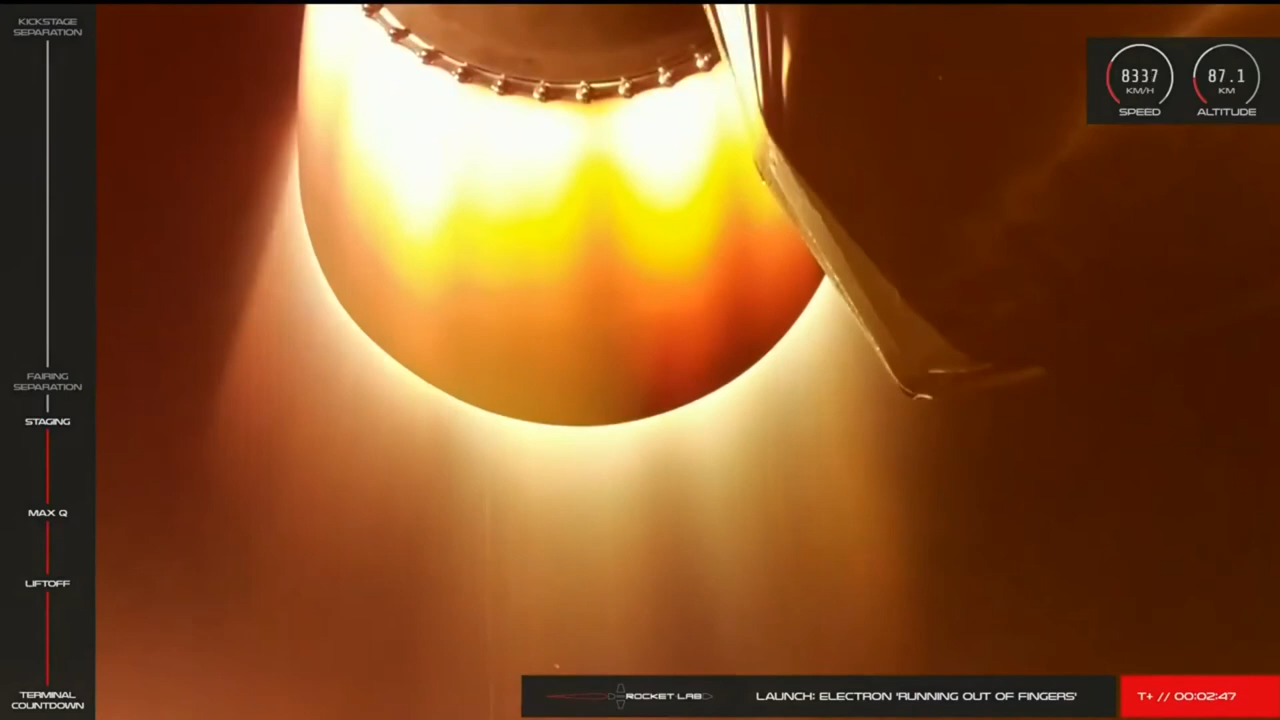 KICKSTAGE
SEPARATION
FAIRING
SEPARATION
STAGING
MAX Q
LIFTOFF
TERMINAL
COUNTDOWN
8337
KM/H
SPEED
87.1
KM
ALTITUDE
ROCKET LAB
LAUNCH: ELECTRON 'RUNNING OUT OF FINGERS'
T+ // 00:02:47